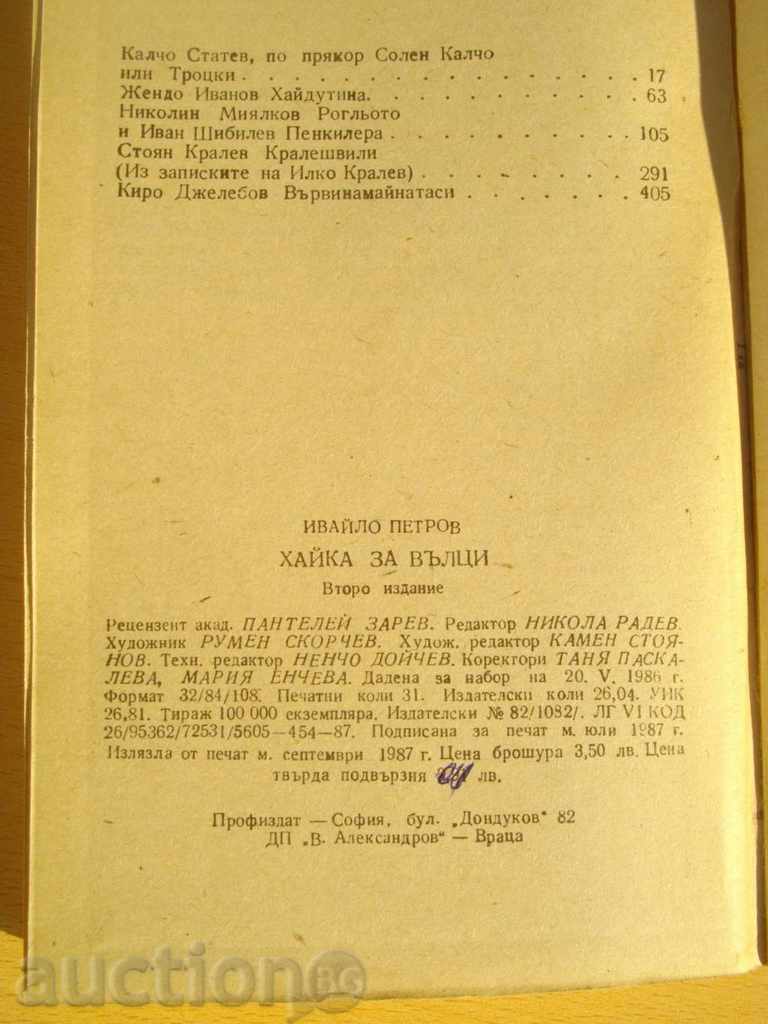 Калчо Статев, по прякор Солен Калчо
или Троцки . . . . . . . . . . . . . . . . 17
Жендо Иванов Хайдутина. . . . . . . . . . . 63
Николин Миялков Рогльото
и Иван Шибилев Пенкилера . . . . . . . . . 105
Стоян Кралев Кралешвили
(Из записките на Илко Кралев) . . . . . . . . 291
Киро Джелебов Вървинамайнатаси . . . . . . . 405
ИВАЙЛО ПЕТРОВ
ХАЙКА ЗА ВЪЛЦИ
Второ издание
Рецензент акад. ПАНТЕЛЕЙ ЗАРЕВ. Редактор НИКОЛА РАДЕВ.
Художник РУМЕН СКОРЧЕВ. Худож. редактор КАМЕН СТОЯ-
НОВ. Техн. редактор НЕНЧО ДОЙЧЕВ. Коректори ТАНЯ ПАСКА-
ЛЕВА, МАРИЯ ЕНЧЕВА. Дадена за набор на 20. V. 1986 г.
Формат 32/84/108. Печатни коли 31. Издателски коли 26,04. УИК
26,81. Тираж 100 000 екземпляра. Издателски № 82/1082/. ЛГ VI КОД
26/95362/72531/5605—454—87. Подписана за печат м. юли 1987 г.
Излязла от печат м. септември 1987 г. Цена брошура 3,50 лв. Цена
твърда подвързия лв.
Профиздат — София, бул. „Дондуков" 82
ДП „В. Александров" — Враца
auction BG